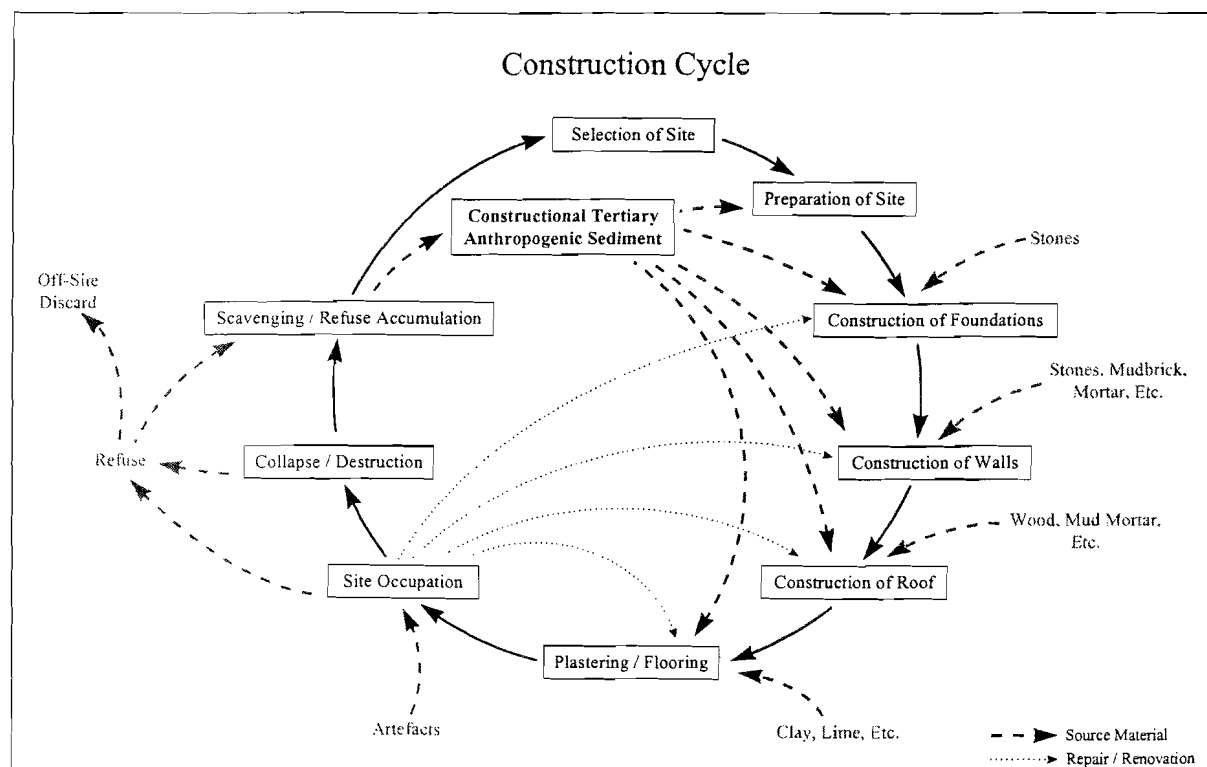 Construction Cycle
Selection of Site
Preparation of Site
Constructional Tertiary
Anthropogenic Sediment
Stones
Off-Site
Discard
Scavenging / Refuse Accumulation
Construction of Foundations
Stones, Mudbrick,
Mortar, Etc.
Refuse
Collapse / Destruction
Construction of Walls
Wood, Mud Mortar,
Etc.
Site Occupation
Construction of Roof
Plastering / Flooring
Artefacts
Clay, Lime, Etc.
Source Material
Repair / Renovation